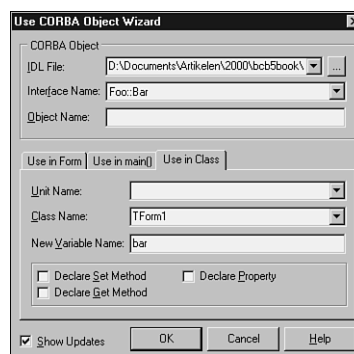 Use CORBA Object Wizard
CORBA Object
IDL File: D:\Documents\Artikelen\2000\bcb5book\ ...
Interface Name: Foo::Bar
Object Name:
Use in Form Use in main() Use in Class
Unit Name:
Class Name: TForm1
New Variable Name: bar
Declare Set Method Declare Property
Declare Get Method
Show Updates OK Cancel Help